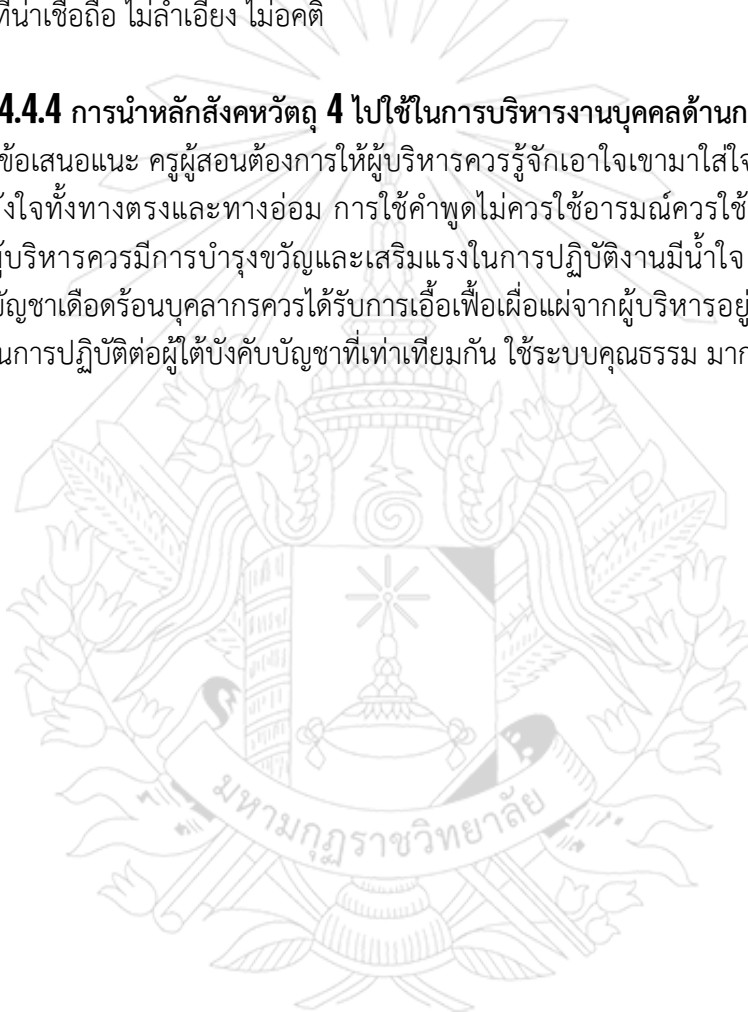 ที่น่าเชื่อถือ ไม่ลำเอียง ไม่อคติ
4.4.4 การนำหลักสังคหวัตถุ 4 ไปใช้ในการบริหารงานบุคคลด้านก
ข้อเสนอแนะ ครูผู้สอนต้องการให้ผู้บริหารควรรู้จักเอาใจเขามาใส่ใจ
ังใจทั้งทางตรงและทางอ่อม การใช้คำพูดไม่ควรใช้อารมณ์ควรใช้
ผู้บริหารควรมีการบำรุงขวัญและเสริมแรงในการปฏิบัติงานมีน้ำใจ
บัญชาเดือดร้อนบุคลากรควรได้รับการเอื้อเฟื้อเผื่อแผ่จากผู้บริหารอยู่
นการปฏิบัติต่อผู้ใต้บังคับบัญชาที่เท่าเทียมกัน ใช้ระบบคุณธรรม มาก
มหามกุฏราชวิทยาลัย